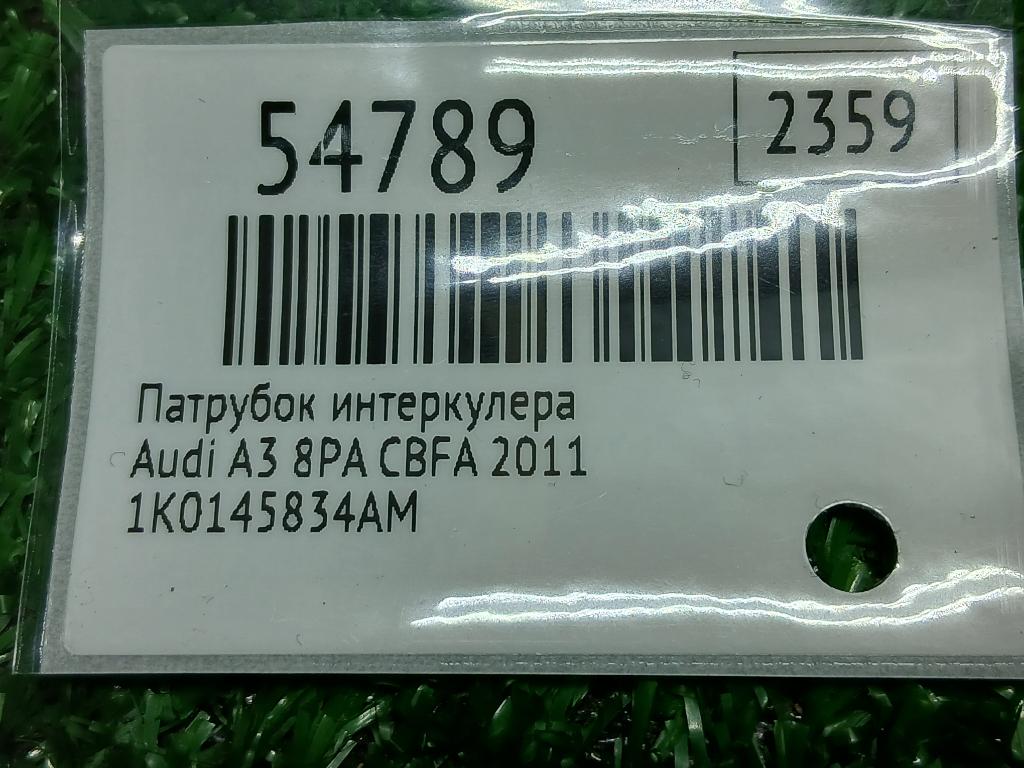 54789
2359
Патрубок интеркулера
Audi A3 8PA CBFA 2011
1K0145834AM